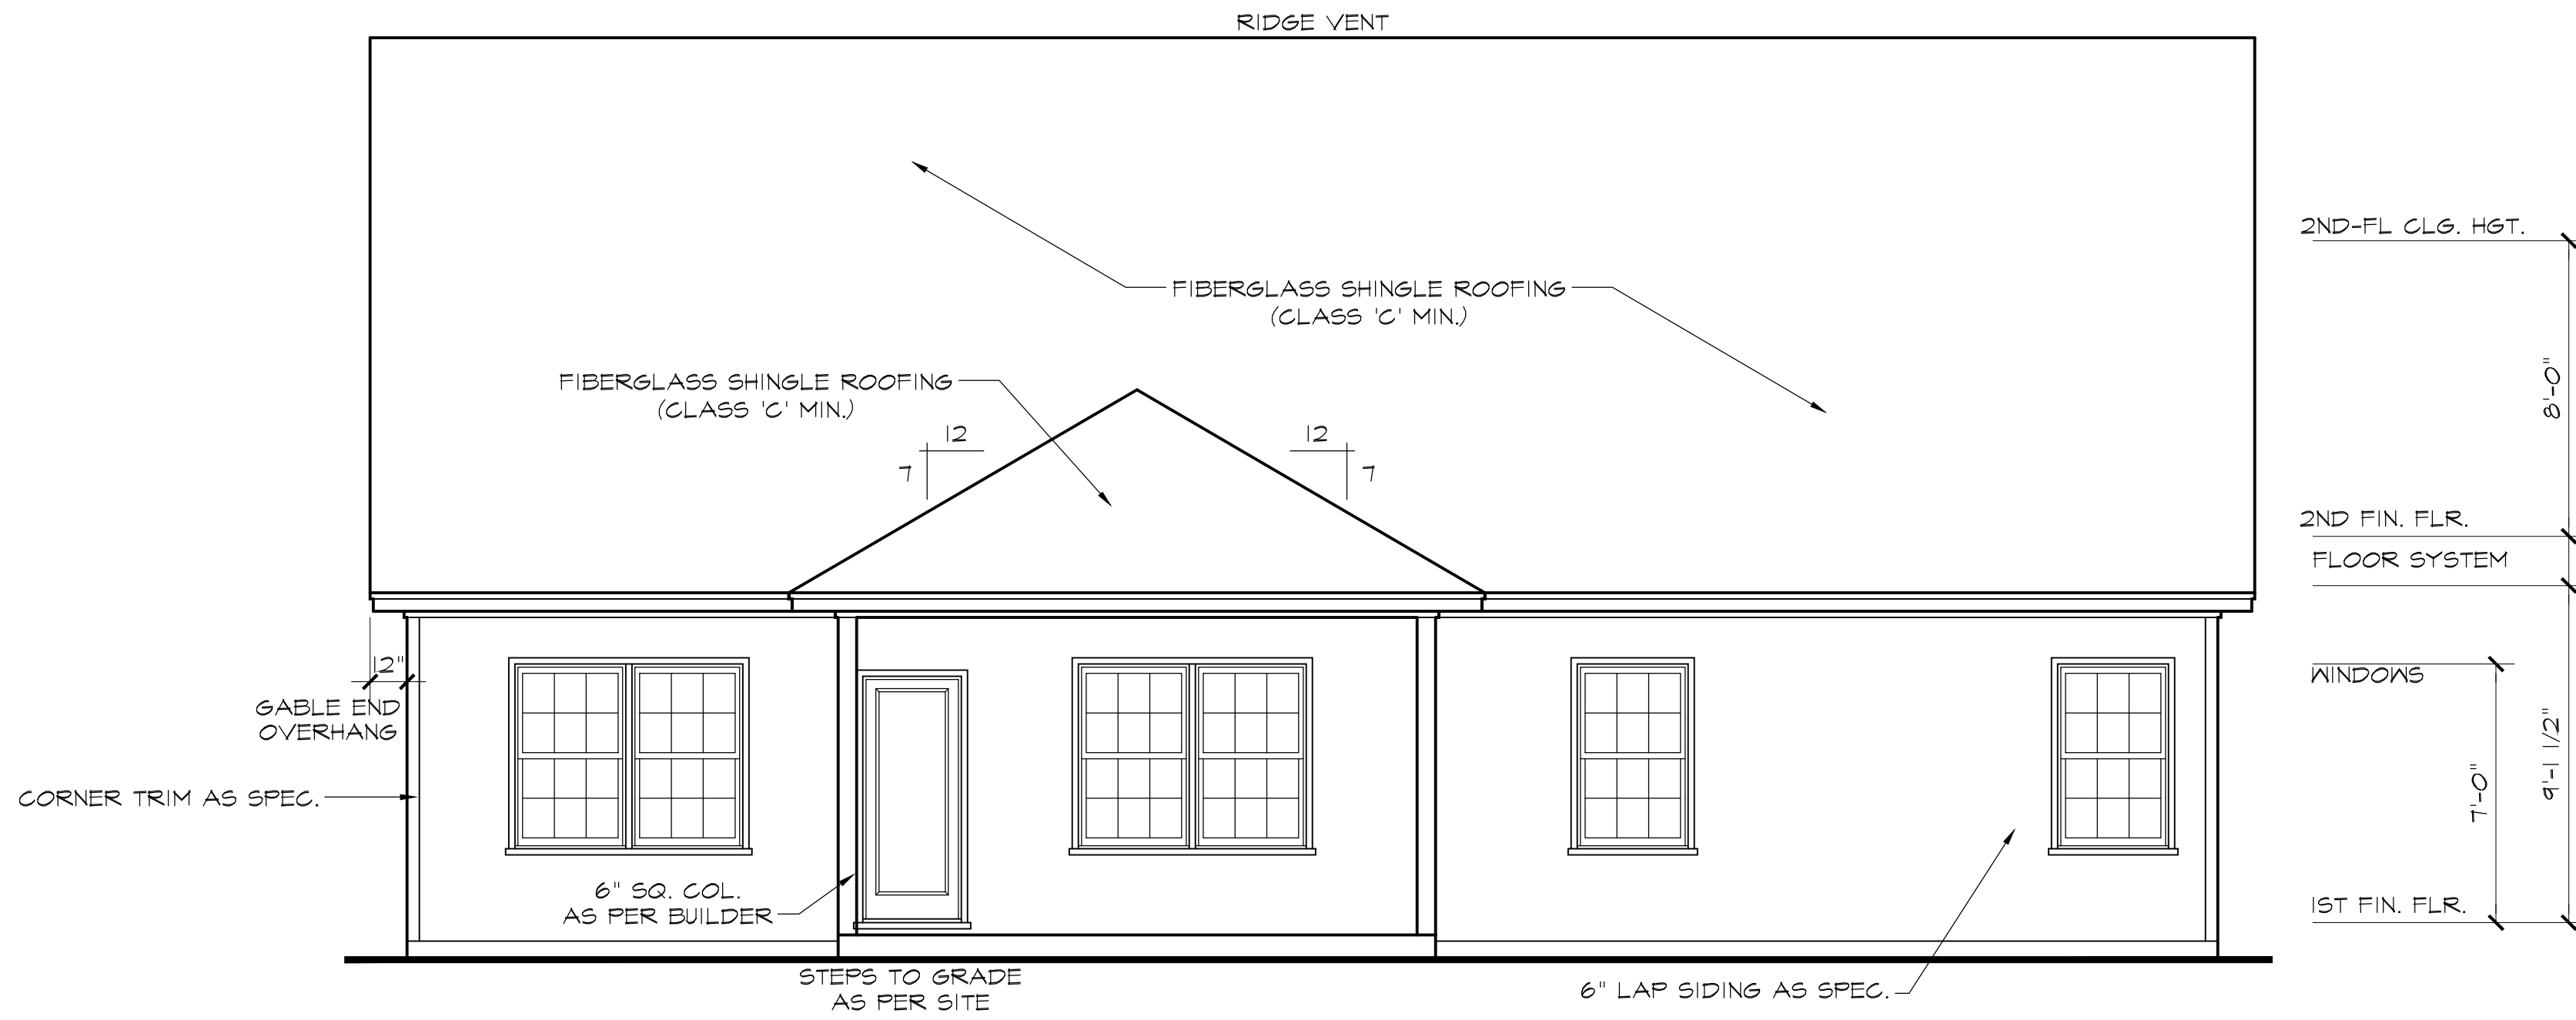 RIDGE VENT
2ND-FL CLG. HGT.
FIBERGLASS SHINGLE ROOFING
(CLASS 'C' MIN.)
8'-0"
FIBERGLASS SHINGLE ROOFING
(CLASS 'C' MIN.)
12
7
12
7
2ND FIN. FLR.
FLOOR SYSTEM
12"
GABLE END
OVERHANG
WINDOWS
9'-1 1/2"
7'-0"
CORNER TRIM AS SPEC.
6" SQ. COL.
AS PER BUILDER
1ST FIN. FLR.
STEPS TO GRADE
AS PER SITE
6" LAP SIDING AS SPEC.